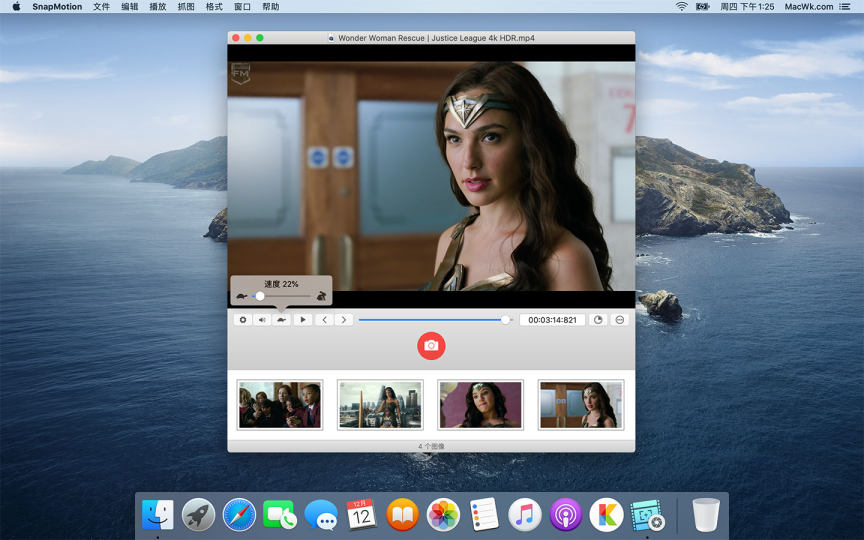 SnapMotion 文件 编辑 播放 抓图 格式 窗口 帮助 周四 下午1:25 MacWk.com
Wonder Woman Rescue | Justice League 4k HDR.mp4
FM
7
速度 22%
00:03:14:821
4 个图像
12月
12